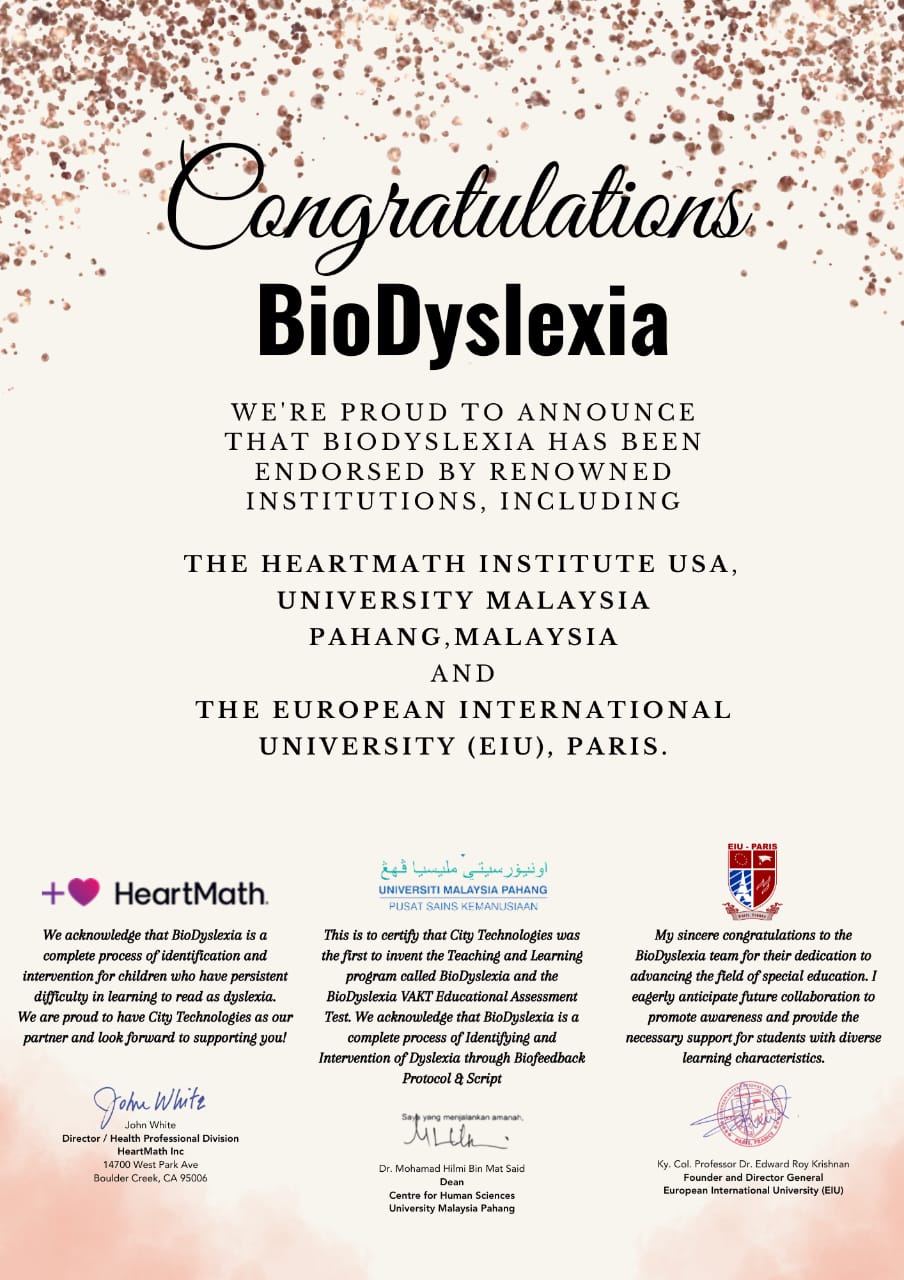 Congratulations
BioDyslexia
WE'RE PROUD TO ANNOUNCE
THAT BIODYSLEXIA HAS BEEN
ENDORSED BY RENOWNED
INSTITUTIONS, INCLUDING
THE HEARTMATH INSTITUTE USA,
UNIVERSITY MALAYSIA
PAHANG,MALAYSIA
AND
THE EUROPEAN INTERNATIONAL
UNIVERSITY (EIU), PARIS.
HeartMath.
We acknowledge that BioDyslexia is a
complete process of identification and
intervention for children who have persistent
difficulty in learning to read as dyslexia.
We are proud to have City Technologies as our
partner and look forward to supporting you!
John White
John White
Director / Health Professional Division
HeartMath Inc
14700 West Park Ave
Boulder Creek, CA 95006
اونيۏرسيتي مليسيا ڤهڠ
UNIVERSITI MALAYSIA PAHANG
PUSAT SAINS KEMANUSIAAN
This is to certify that City Technologies was
the first to invent the Teaching and Learning
program called BioDyslexia and the
BioDyslexia VAKT Educational Assessment
Test. We acknowledge that BioDyslexia is a
complete process of Identifying and
Intervention of Dyslexia through Biofeedback
Protocol & Script
Saya yang menjalankan amanah,
Dr. Mohamad Hilmi Bin Mat Said
Dean
Centre for Human Sciences
University Malaysia Pahang
EIU - PARIS
PARIS, FRANCE
My sincere congratulations to the
BioDyslexia team for their dedication to
advancing the field of special education. I
eagerly anticipate future collaboration to
promote awareness and provide the
necessary support for students with diverse
learning characteristics.
PARIS, FRANCE
Ky. Col. Professor Dr. Edward Roy Krishnan
Founder and Director General
European International University (EIU)